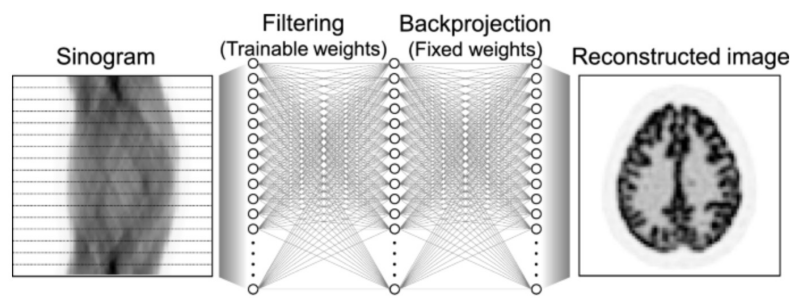 Sinogram
Filtering
(Trainable weights)
Backprojection
(Fixed weights)
Reconstructed image